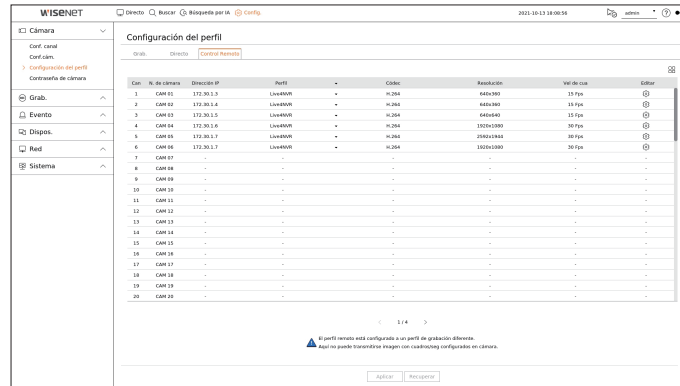 WISENET
Directo Buscar Búsqueda por IA Config. 2021-10-13 18:08:56 admin
Cámara
Conf. canal
Conf.cám.
> Configuración del perfil
Contraseña de cámara
Grab.
Evento
Dispos.
Red
Sistema
Configuración del perfil
Grab. Directo Control Remoto
Can N. de cámara Dirección IP Perfil Códec Resolución Vel de cua Editar
1 CAM 01 172.30.1.3 Live4NVR H.264 640x360 15 Fps
2 CAM 02 172.30.1.4 Live4NVR H.264 640x360 15 Fps
3 CAM 03 172.30.1.5 Live4NVR H.264 640x640 15 Fps
4 CAM 04 172.30.1.6 Live4NVR H.264 1920x1080 30 Fps
5 CAM 05 172.30.1.7 Live4NVR H.264 2592x1944 30 Fps
6 CAM 06 172.30.1.7 Live4NVR H.264 1920x1080 30 Fps
7 CAM 07 - - - - - -
8 CAM 08 - - - - - -
9 CAM 09 - - - - - -
10 CAM 10 - - - - - -
11 CAM 11 - - - - - -
12 CAM 12 - - - - - -
13 CAM 13 - - - - - -
14 CAM 14 - - - - - -
15 CAM 15 - - - - - -
16 CAM 16 - - - - - -
17 CAM 17 - - - - - -
18 CAM 18 - - - - - -
19 CAM 19 - - - - - -
20 CAM 20 - - - - - -
< 1 / 4 >
El perfil remoto está configurado a un perfil de grabación diferente.
Aquí no puede transmitirse imagen con cuadros/seg configurados en cámara.
Aplicar Recuperar